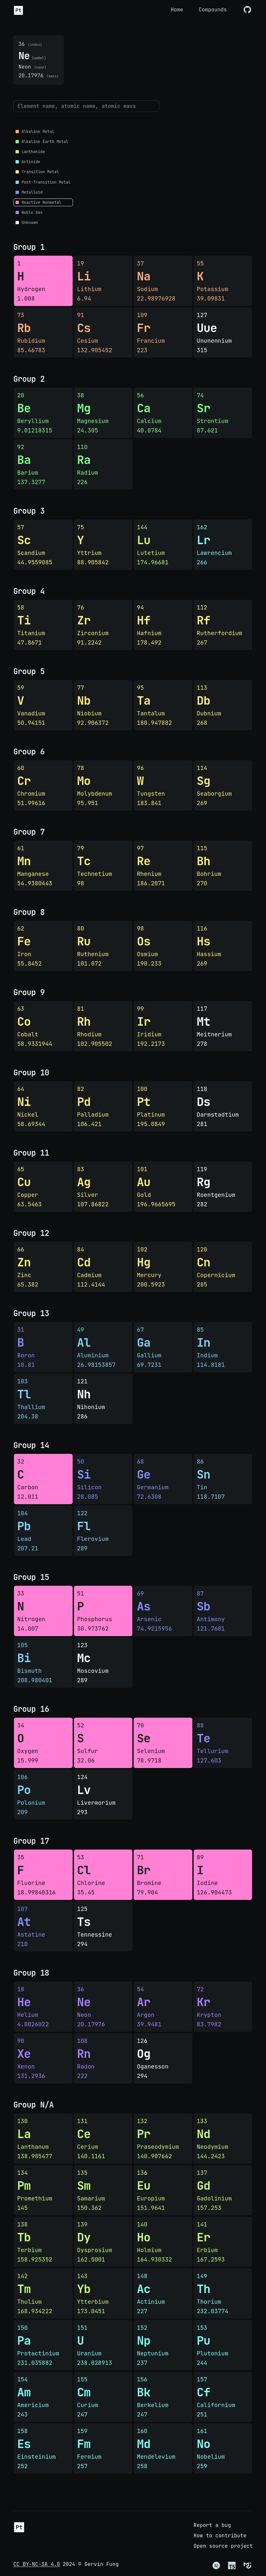 Pt
Home Compounds
36 (index)
Ne (symbol)
Neon (name)
20.17976 (mass)
Element name, atomic name, atomic mass
Alkaline Metal
Alkaline Earth Metal
Lanthanide
Actinide
Transition Metal
Post-Transition Metal
Metalloid
Reactive Nonmetal
Noble Gas
Unknown
Group 1
1 19 37 55
H Li Na K
Hydrogen Lithium Sodium Potassium
1.008 6.94 22.98976928 39.09831
73 91 109 127
Rb Cs Fr Uue
Rubidium Cesium Francium Ununennium
85.46783 132.905452 223 315
Group 2
20 38 56 74
Be Mg Ca Sr
Beryllium Magnesium Calcium Strontium
9.01218315 24.305 40.0784 87.621
92 110
Ba Ra
Barium Radium
137.3277 226
Group 3
57 75 144 162
Sc Y Lu Lr
Scandium Yttrium Lutetium Lawrencium
44.9559085 88.905842 174.96681 266
Group 4
58 76 94 112
Ti Zr Hf Rf
Titanium Zirconium Hafnium Rutherfordium
47.8671 91.2242 178.492 267
Group 5
59 77 95 113
V Nb Ta Db
Vanadium Niobium Tantalum Dubnium
50.94151 92.906372 180.947882 268
Group 6
60 78 96 114
Cr Mo W Sg
Chromium Molybdenum Tungsten Seaborgium
51.99616 95.951 183.841 269
Group 7
61 79 97 115
Mn Tc Re Bh
Manganese Technetium Rhenium Bohrium
54.9380443 98 186.2071 270
Group 8
62 80 98 116
Fe Ru Os Hs
Iron Ruthenium Osmium Hassium
55.8452 101.072 190.233 269
Group 9
63 81 99 117
Co Rh Ir Mt
Cobalt Rhodium Iridium Meitnerium
58.9331944 102.905502 192.2173 278
Group 10
64 82 100 118
Ni Pd Pt Ds
Nickel Palladium Platinum Darmstadtium
58.69344 106.421 195.0849 281
Group 11
65 83 101 119
Cu Ag Au Rg
Copper Silver Gold Roentgenium
63.5463 107.86822 196.9665695 282
Group 12
66 84 102 120
Zn Cd Hg Cn
Zinc Cadmium Mercury Copernicium
65.382 112.4144 200.5923 285
Group 13
31 49 67 85
B Al Ga In
Boron Aluminium Gallium Indium
10.81 26.98153857 69.7231 114.8181
103 121
Tl Nh
Thallium Nihonium
204.38 286
Group 14
32 50 68 86
C Si Ge Sn
Carbon Silicon Germanium Tin
12.011 28.085 72.6308 118.7107
104 122
Pb Fl
Lead Flerovium
207.21 289
Group 15
33 51 69 87
N P As Sb
Nitrogen Phosphorus Arsenic Antimony
14.007 30.973762 74.9215956 121.7601
105 123
Bi Mc
Bismuth Moscovium
208.980401 289
Group 16
34 52 70 88
O S Se Te
Oxygen Sulfur Selenium Tellurium
15.999 32.06 78.9718 127.603
106 124
Po Lv
Polonium Livermorium
209 293
Group 17
35 53 71 89
F Cl Br I
Fluorine Chlorine Bromine Iodine
18.99840316 35.45 79.904 126.904473
107 125
At Ts
Astatine Tennessine
210 294
Group 18
18 36 54 72
He Ne Ar Kr
Helium Neon Argon Krypton
4.0026022 20.17976 39.9481 83.7982
90 108 126
Xe Rn Og
Xenon Radon Oganesson
131.2936 222 294
Group N/A
130 131 132 133
La Ce Pr Nd
Lanthanum Cerium Praseodymium Neodymium
138.905477 140.1161 140.907662 144.2423
134 135 136 137
Pm Sm Eu Gd
Promethium Samarium Europium Gadolinium
145 150.362 151.9641 157.253
138 139 140 141
Tb Dy Ho Er
Terbium Dysprosium Holmium Erbium
158.925352 162.5001 164.930332 167.2593
142 143 148 149
Tm Yb Ac Th
Thulium Ytterbium Actinium Thorium
168.934222 173.0451 227 232.03774
150 151 152 153
Pa U Np Pu
Protactinium Uranium Neptunium Plutonium
231.035882 238.028913 237 244
154 155 156 157
Am Cm Bk Cf
Americium Curium Berkelium Californium
243 247 247 251
158 159 160 161
Es Fm Md No
Einsteinium Fermium Mendelevium Nobelium
252 257 258 259
Pt
Report a bug
How to contribute
Open source project
CC BY-NC-SA 4.0 2024 © Gervin Fung